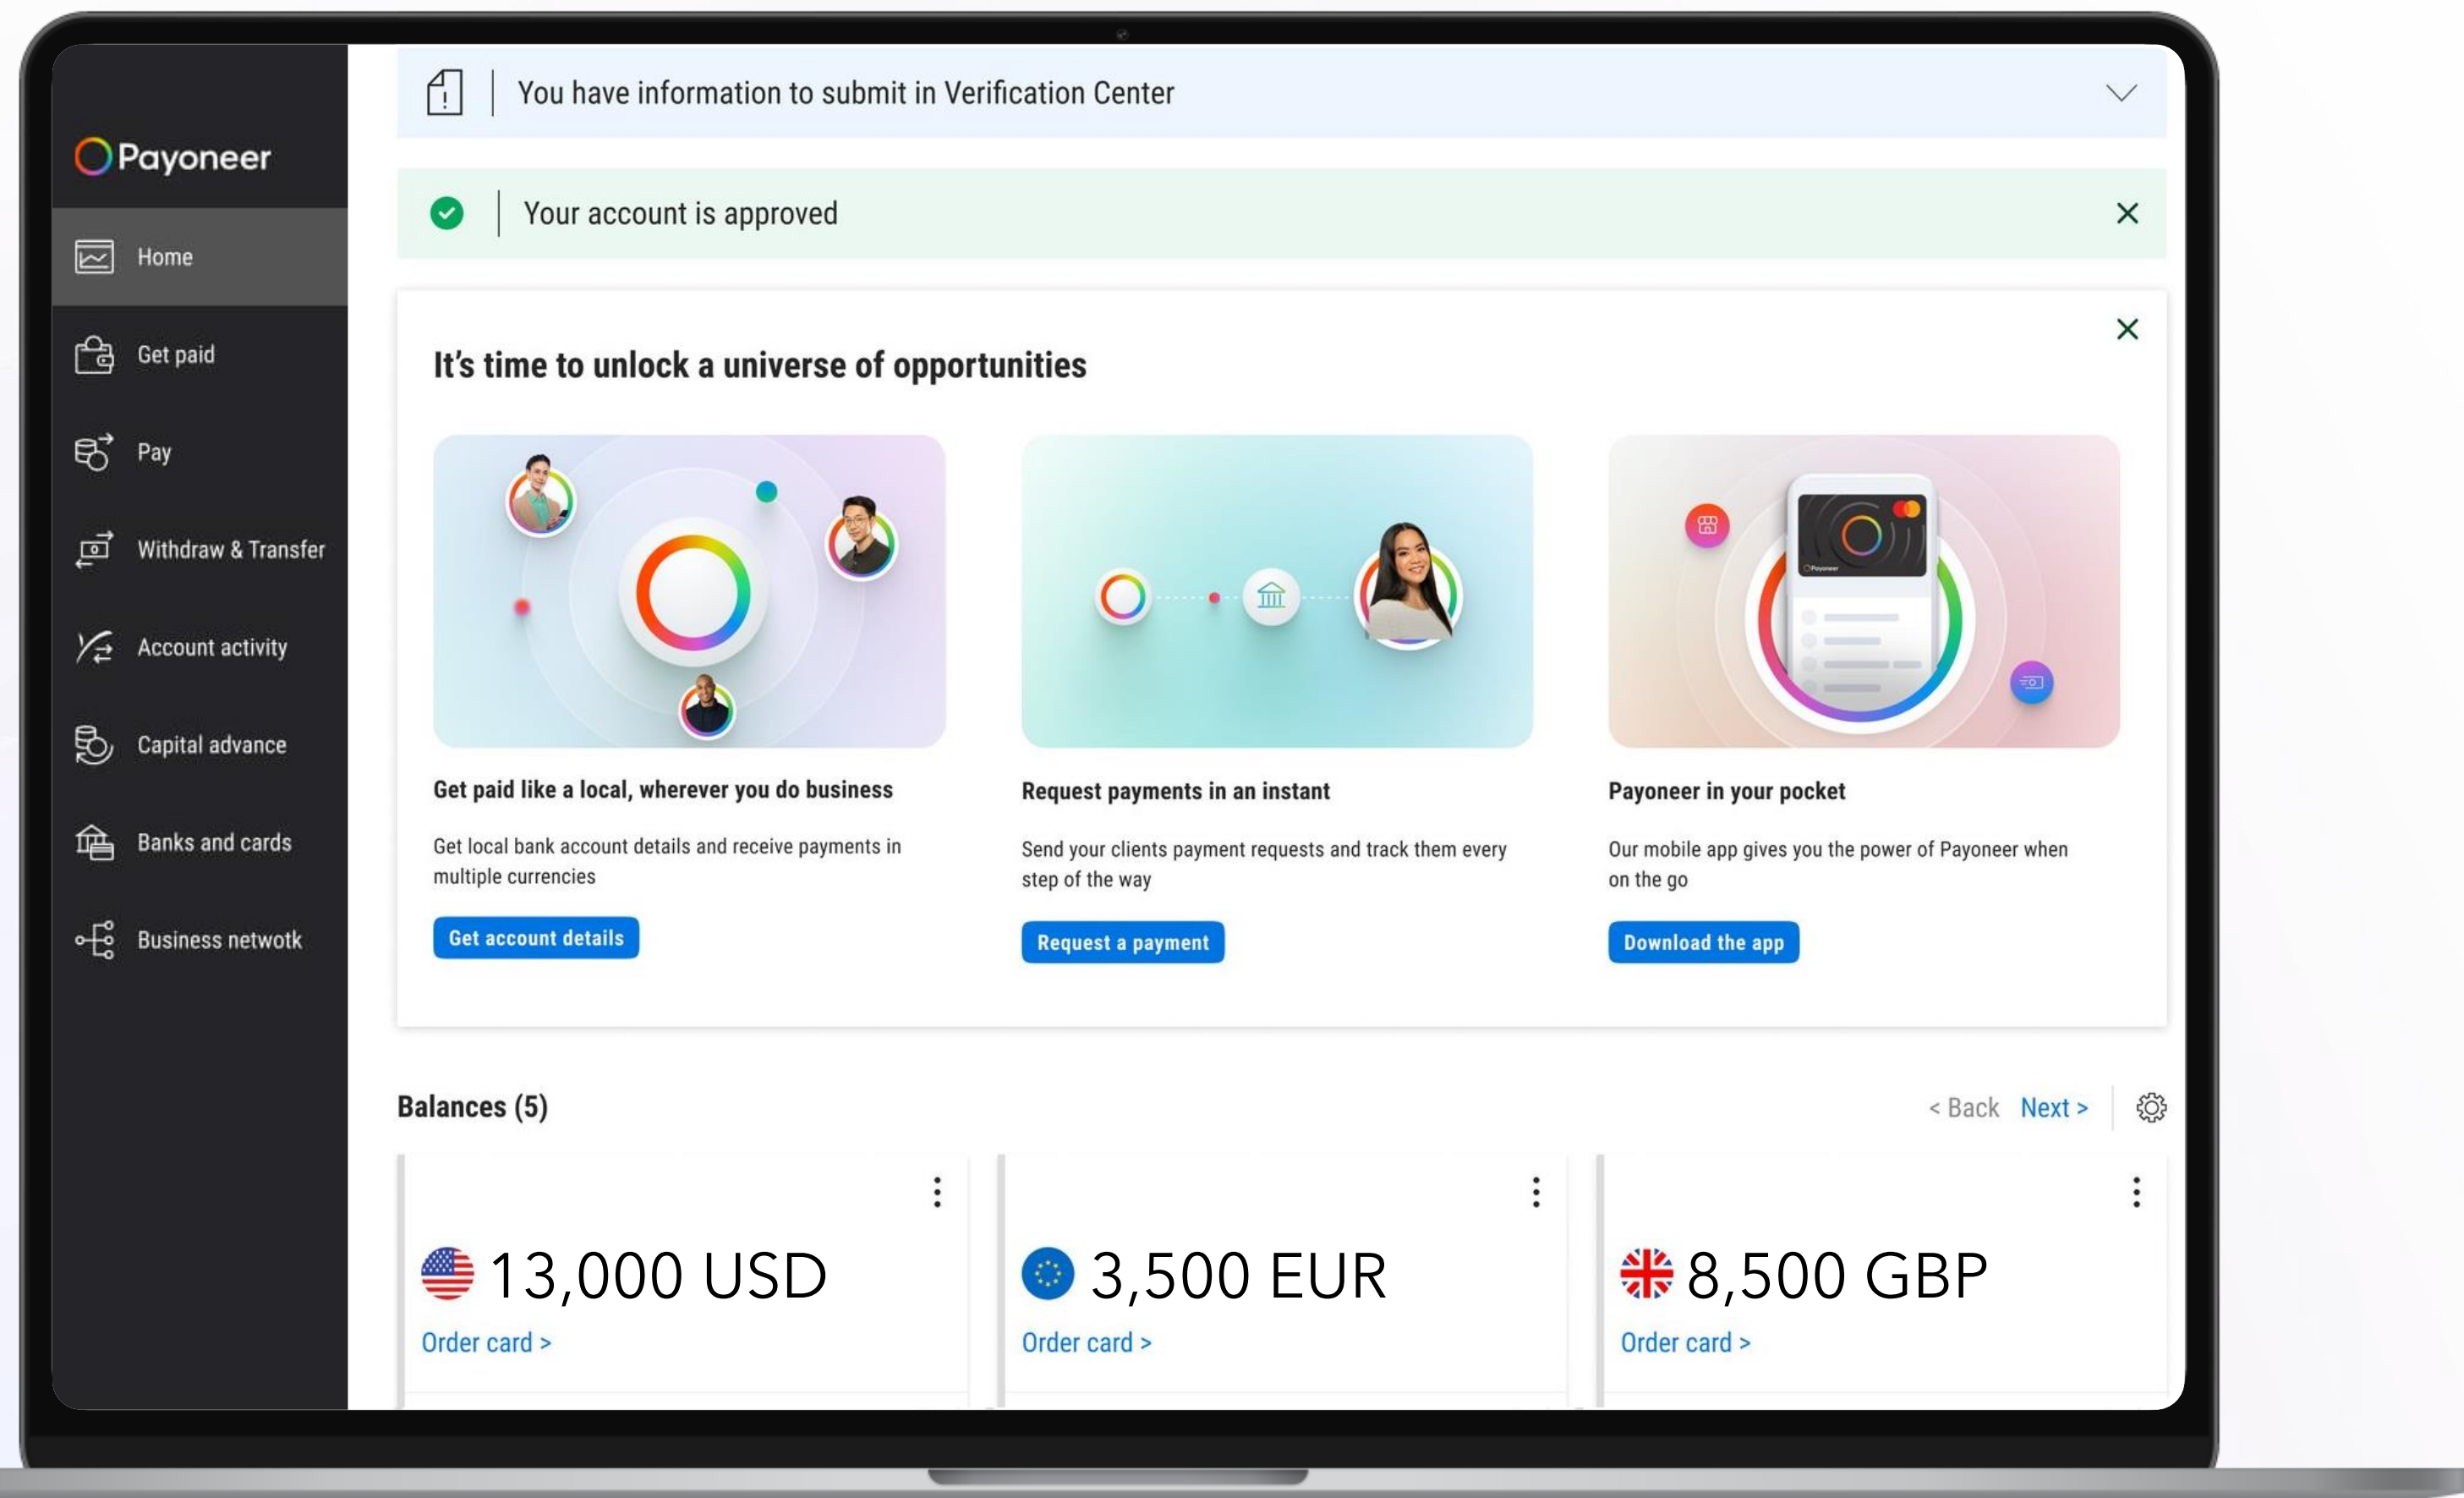 You have information to submit in Verification Center
Payoneer
Your account is approved
Home
Get paid
Pay
Withdraw & Transfer
Account activity
Capital advance
Banks and cards
Business netwotk
It's time to unlock a universe of opportunities
Payoneer
Get paid like a local, wherever you do business
Get local bank account details and receive payments in
multiple currencies
Get account details
Request payments in an instant
Send your clients payment requests and track them every
step of the way
Request a payment
Payoneer in your pocket
Our mobile app gives you the power of Payoneer when
on the go
Download the app
Balances (5)
< Back Next >
13,000 USD
Order card >
3,500 EUR
Order card >
8,500 GBP
Order card >